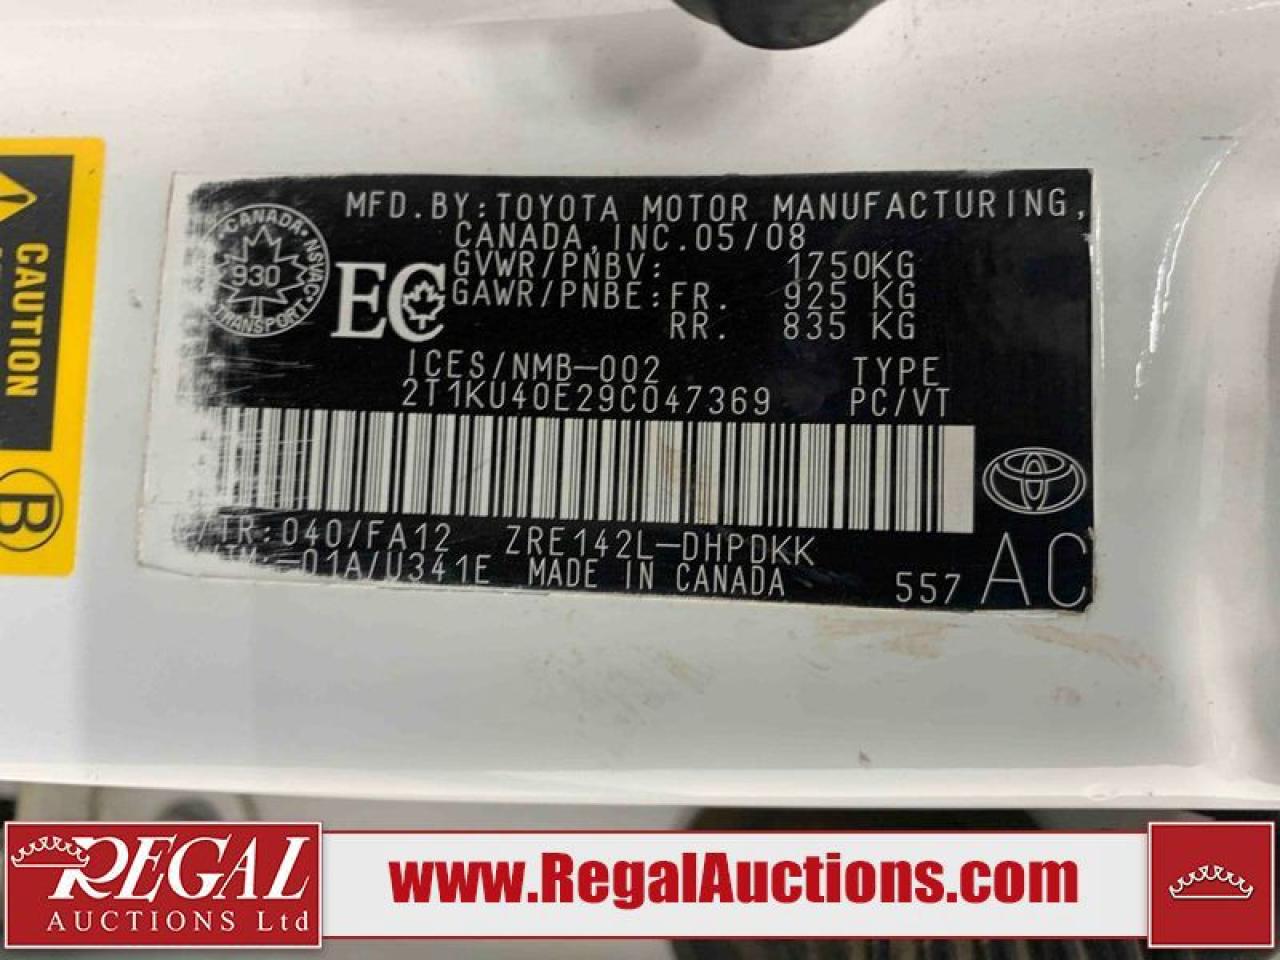 CAUTION
B
MFD.BY:TOYOTA MOTOR MANUFACTURING,
CANADA, INC.05/08
GVWR/PNBV: 1750KG
GAWR/PNBE:FR. 925 KG
RR. 835 KG
CANADA·NSVAC·TRANSPORT
930
EC
ICES/NMB-002 TYPE
2T1KU40E29C047369 PC/VT
/TR:040/FA12 ZRE142L-DHPDKK
-01A/U341E MADE IN CANADA 557 AC
REGAL
AUCTIONS Ltd
www.RegalAuctions.com